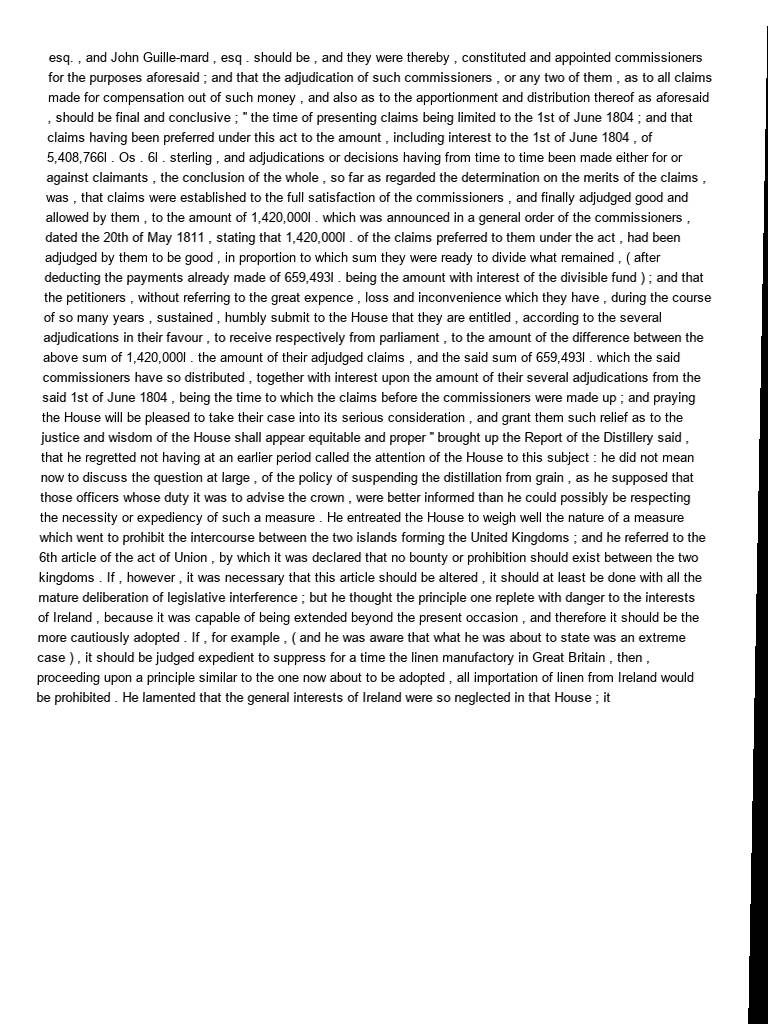 esq. , and John Guille-mard , esq . should be , and they were thereby , constituted and appointed commissioners
for the purposes aforesaid ; and that the adjudication of such commissioners , or any two of them , as to all claims
made for compensation out of such money , and also as to the apportionment and distribution thereof as aforesaid
, should be final and conclusive ; " the time of presenting claims being limited to the 1st of June 1804 ; and that
claims having been preferred under this act to the amount , including interest to the 1st of June 1804 , of
5,408,766l . Os . 6l . sterling , and adjudications or decisions having from time to time been made either for or
against claimants , the conclusion of the whole , so far as regarded the determination on the merits of the claims ,
was , that claims were established to the full satisfaction of the commissioners , and finally adjudged good and
allowed by them , to the amount of 1,420,000l . which was announced in a general order of the commissioners ,
dated the 20th of May 1811 , stating that 1,420,000l . of the claims preferred to them under the act , had been
adjudged by them to be good , in proportion to which sum they were ready to divide what remained , ( after
deducting the payments already made of 659,493l . being the amount with interest of the divisible fund ) ; and that
the petitioners , without referring to the great expence , loss and inconvenience which they have , during the course
of so many years , sustained , humbly submit to the House that they are entitled , according to the several
adjudications in their favour , to receive respectively from parliament , to the amount of the difference between the
above sum of 1,420,000l . the amount of their adjudged claims , and the said sum of 659,493l . which the said
commissioners have so distributed , together with interest upon the amount of their several adjudications from the
said 1st of June 1804 , being the time to which the claims before the commissioners were made up ; and praying
the House will be pleased to take their case into its serious consideration , and grant them such relief as to the
justice and wisdom of the House shall appear equitable and proper " brought up the Report of the Distillery said ,
that he regretted not having at an earlier period called the attention of the House to this subject : he did not mean
now to discuss the question at large , of the policy of suspending the distillation from grain , as he supposed that
those officers whose duty it was to advise the crown , were better informed than he could possibly be respecting
the necessity or expediency of such a measure . He entreated the House to weigh well the nature of a measure
which went to prohibit the intercourse between the two islands forming the United Kingdoms ; and he referred to the
6th article of the act of Union , by which it was declared that no bounty or prohibition should exist between the two
kingdoms . If , however , it was necessary that this article should be altered , it should at least be done with all the
mature deliberation of legislative interference ; but he thought the principle one replete with danger to the interests
of Ireland , because it was capable of being extended beyond the present occasion , and therefore it should be the
more cautiously adopted . If , for example , ( and he was aware that what he was about to state was an extreme
case ) , it should be judged expedient to suppress for a time the linen manufactory in Great Britain , then ,
proceeding upon a principle similar to the one now about to be adopted , all importation of linen from Ireland would
be prohibited . He lamented that the general interests of Ireland were so neglected in that House ; it